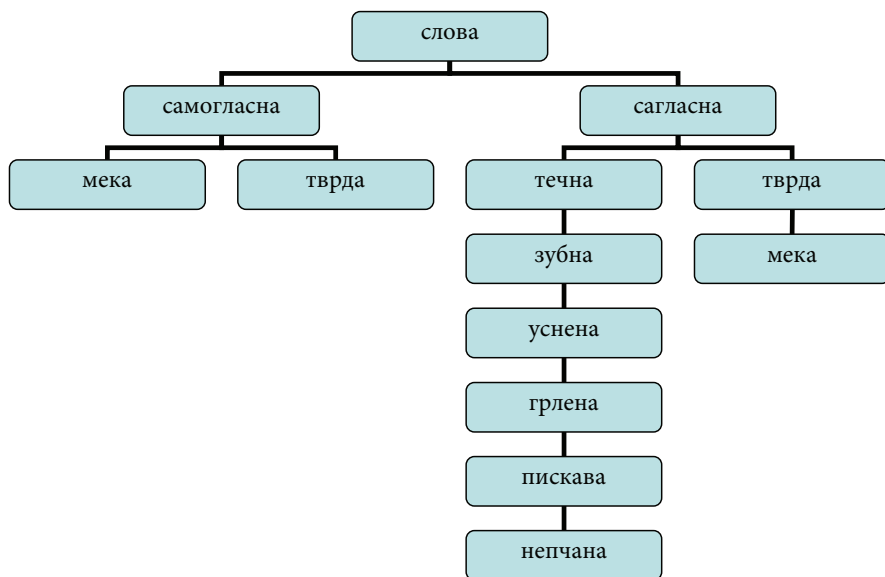 слова
самогласна
сагласна
мека
тврда
течна
тврда
зубна
мека
уснена
грлена
пискава
непчана